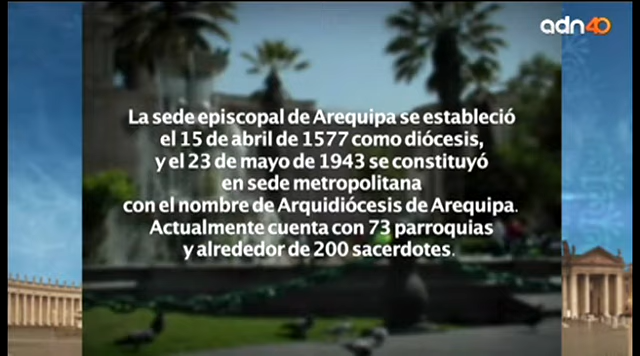 adn40
La sede episcopal de Arequipa se estableció
el 15 de abril de 1577 como diócesis,
y el 23 de mayo de 1943 se constituyó
en sede metropolitana
con el nombre de Arquidiócesis de Arequipa.
Actualmente cuenta con 73 parroquias
y alrededor de 200 sacerdotes.